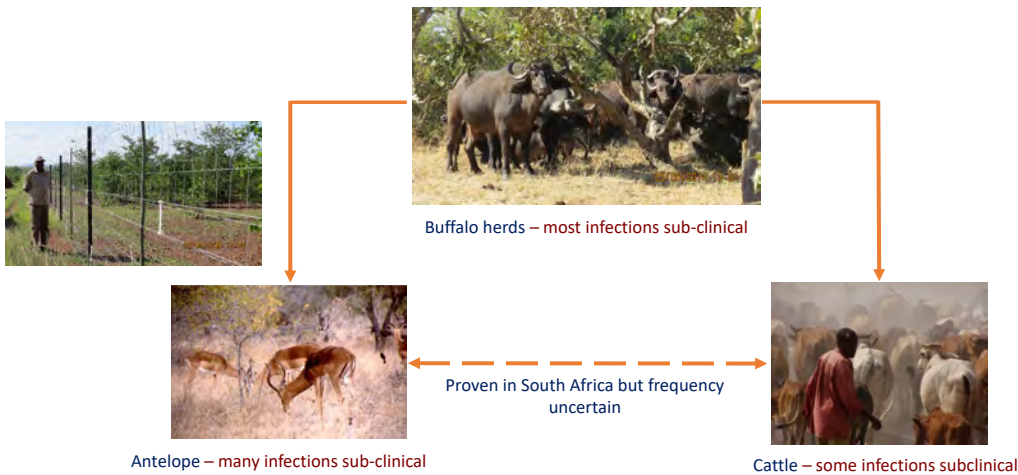 Buffalo herds – most infections sub-clinical
Proven in South Africa but frequency
uncertain
Antelope – many infections sub-clinical
Cattle – some infections subclinical